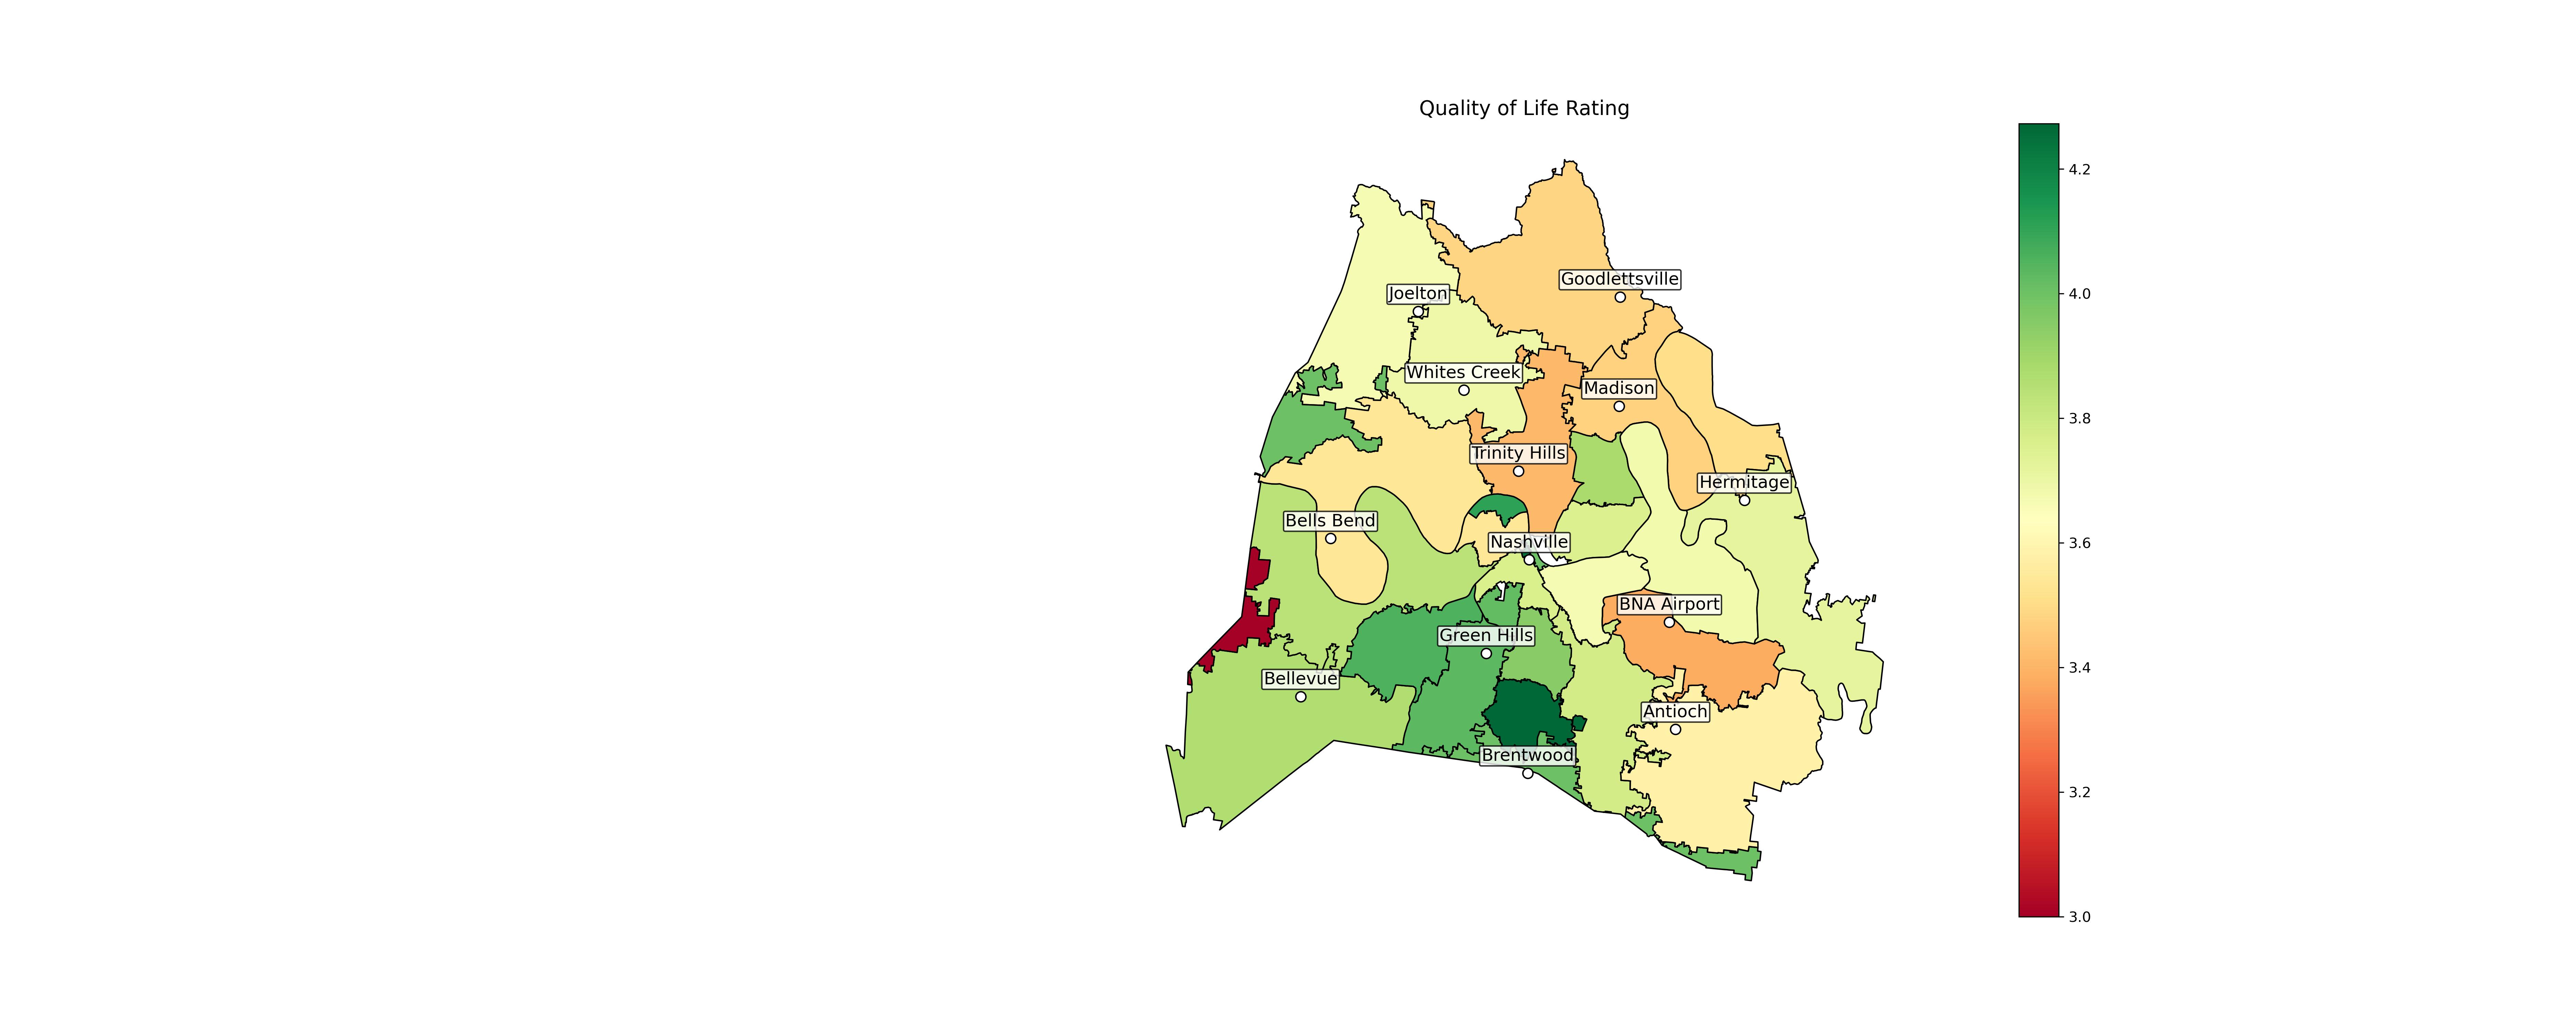 Quality of Life Rating
Goodlettsville
Joelton
Whites Creek
Madison
Trinity Hills
Hermitage
Bells Bend
Nashville
BNA Airport
Green Hills
Bellevue
Antioch
Brentwood
4.2
4.0
3.8
3.6
3.4
3.2
3.0